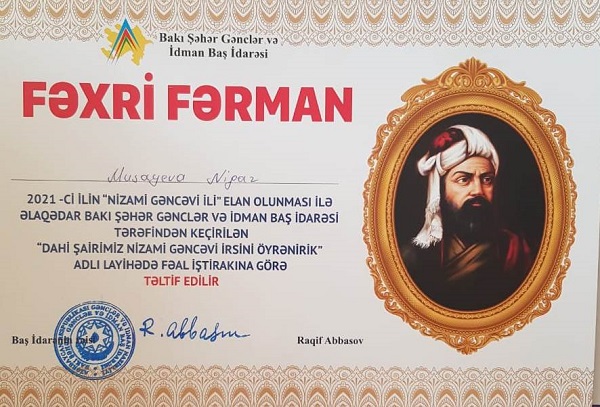 Bakı Şəhər Gənclər və
İdman Baş İdarəsi
FƏXRİ FƏRMAN
Musayeva Nigar
2021 -Cİ İLİN "NİZAMİ GƏNCƏVİ İLİ" ELAN OLUNMASI İLƏ
ƏLAQƏDAR BAKI ŞƏHƏR GƏNCLƏR VƏ İDMAN BAŞ İDARƏSİ
TƏRƏFİNDƏN KEÇİRİLƏN
"DAHİ ŞAİRİMİZ NİZAMİ GƏNCƏVİ İRSİNİ ÖYRƏNİRİK"
ADLI LAYİHƏDƏ FƏAL İŞTİRAKINA GÖRƏ
TƏLTİF EDİLİR
R. Abbasov
Baş İdarənin rəisi
Raqif Abbasov